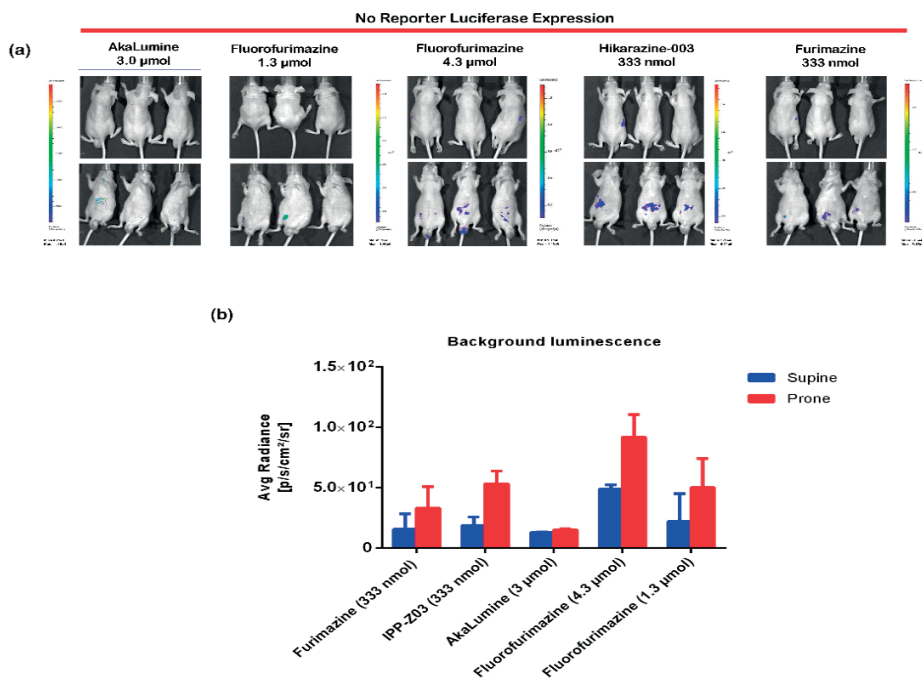 No Reporter Luciferase Expression
(a)
AkaLumine
3.0 µmol
Fluorofurimazine
1.3 µmol
Fluorofurimazine
4.3 µmol
Hikarazine-003
333 nmol
Furimazine
333 nmol
(b)
Background luminescence
Avg Radiance
[p/s/cm²/sr]
1.5×10²
1.0×10²
5.0×10¹
0
Supine
Prone
Furimazine (333 nmol)
IPP-Z03 (333 nmol)
AkaLumine (3 µmol)
Fluorofurimazine (4.3 µmol)
Fluorofurimazine (1.3 µmol)